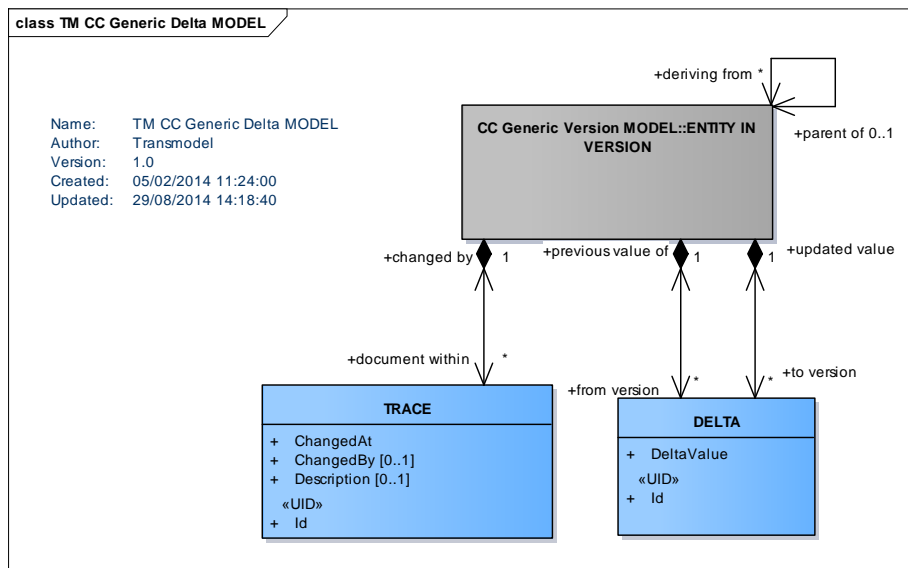 class TM CC Generic Delta MODEL
Name: TM CC Generic Delta MODEL
Author: Transmodel
Version: 1.0
Created: 05/02/2014 11:24:00
Updated: 29/08/2014 14:18:40
+deriving from *
CC Generic Version MODEL::ENTITY IN
VERSION
+parent of 0..1
+changed by 1
+previous value of 1
1 +updated value
+document within *
+from version *
* +to version
TRACE
+ ChangedAt
+ ChangedBy [0..1]
+ Description [0..1]
«UID»
+ Id
DELTA
+ DeltaValue
«UID»
+ Id